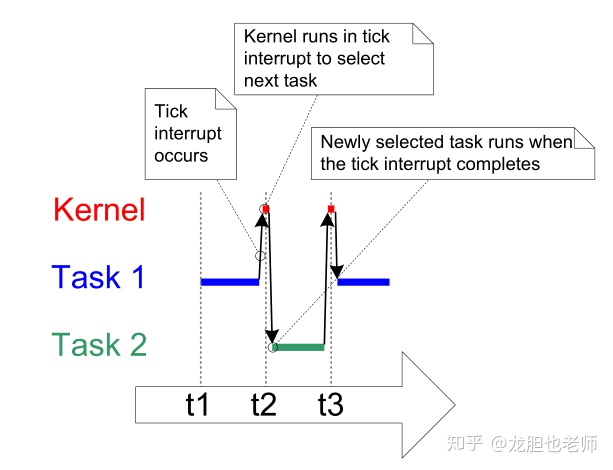 Kernel runs in tick
interrupt to select
next task
Tick
interrupt
occurs
Newly selected task runs when
the tick interrupt completes
Kernel
Task 1
Task 2
t1 t2 t3
知乎 @龙胆也老师